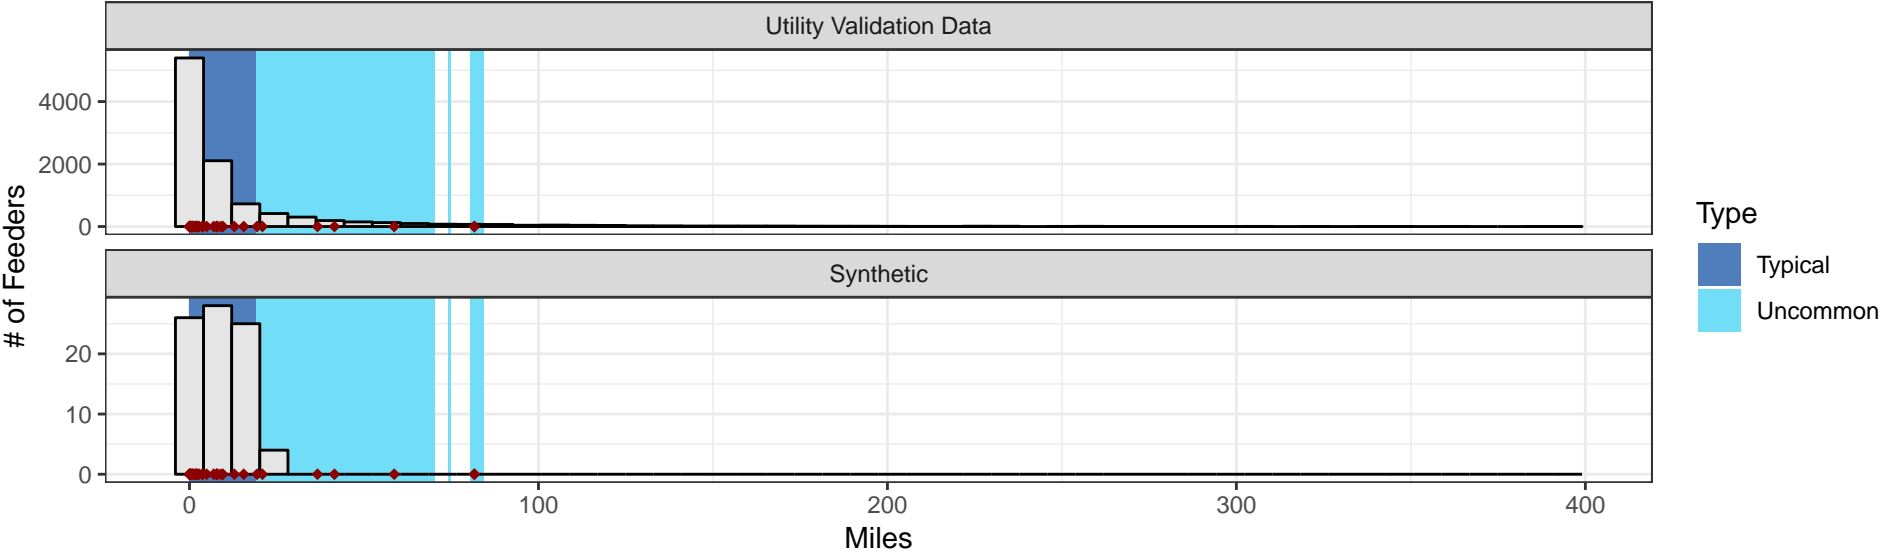 Utility Validation Data
4000
2000
0
Synthetic
20
10
0
# of Feeders
0 100 200 300 400
Miles
Type
Typical
Uncommon